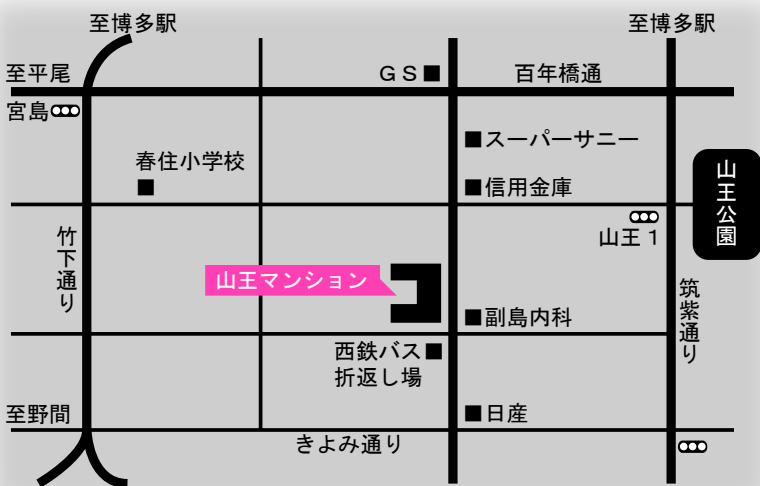 至博多駅
至博多駅
至平尾
GS■
百年橋通
宮島
■スーパーサニー
春住小学校
■
■信用金庫
山王公園
山王1
竹下通り
山王マンション
筑紫通り
■副島内科
西鉄バス■
折返し場
至野間
■日産
きよみ通り